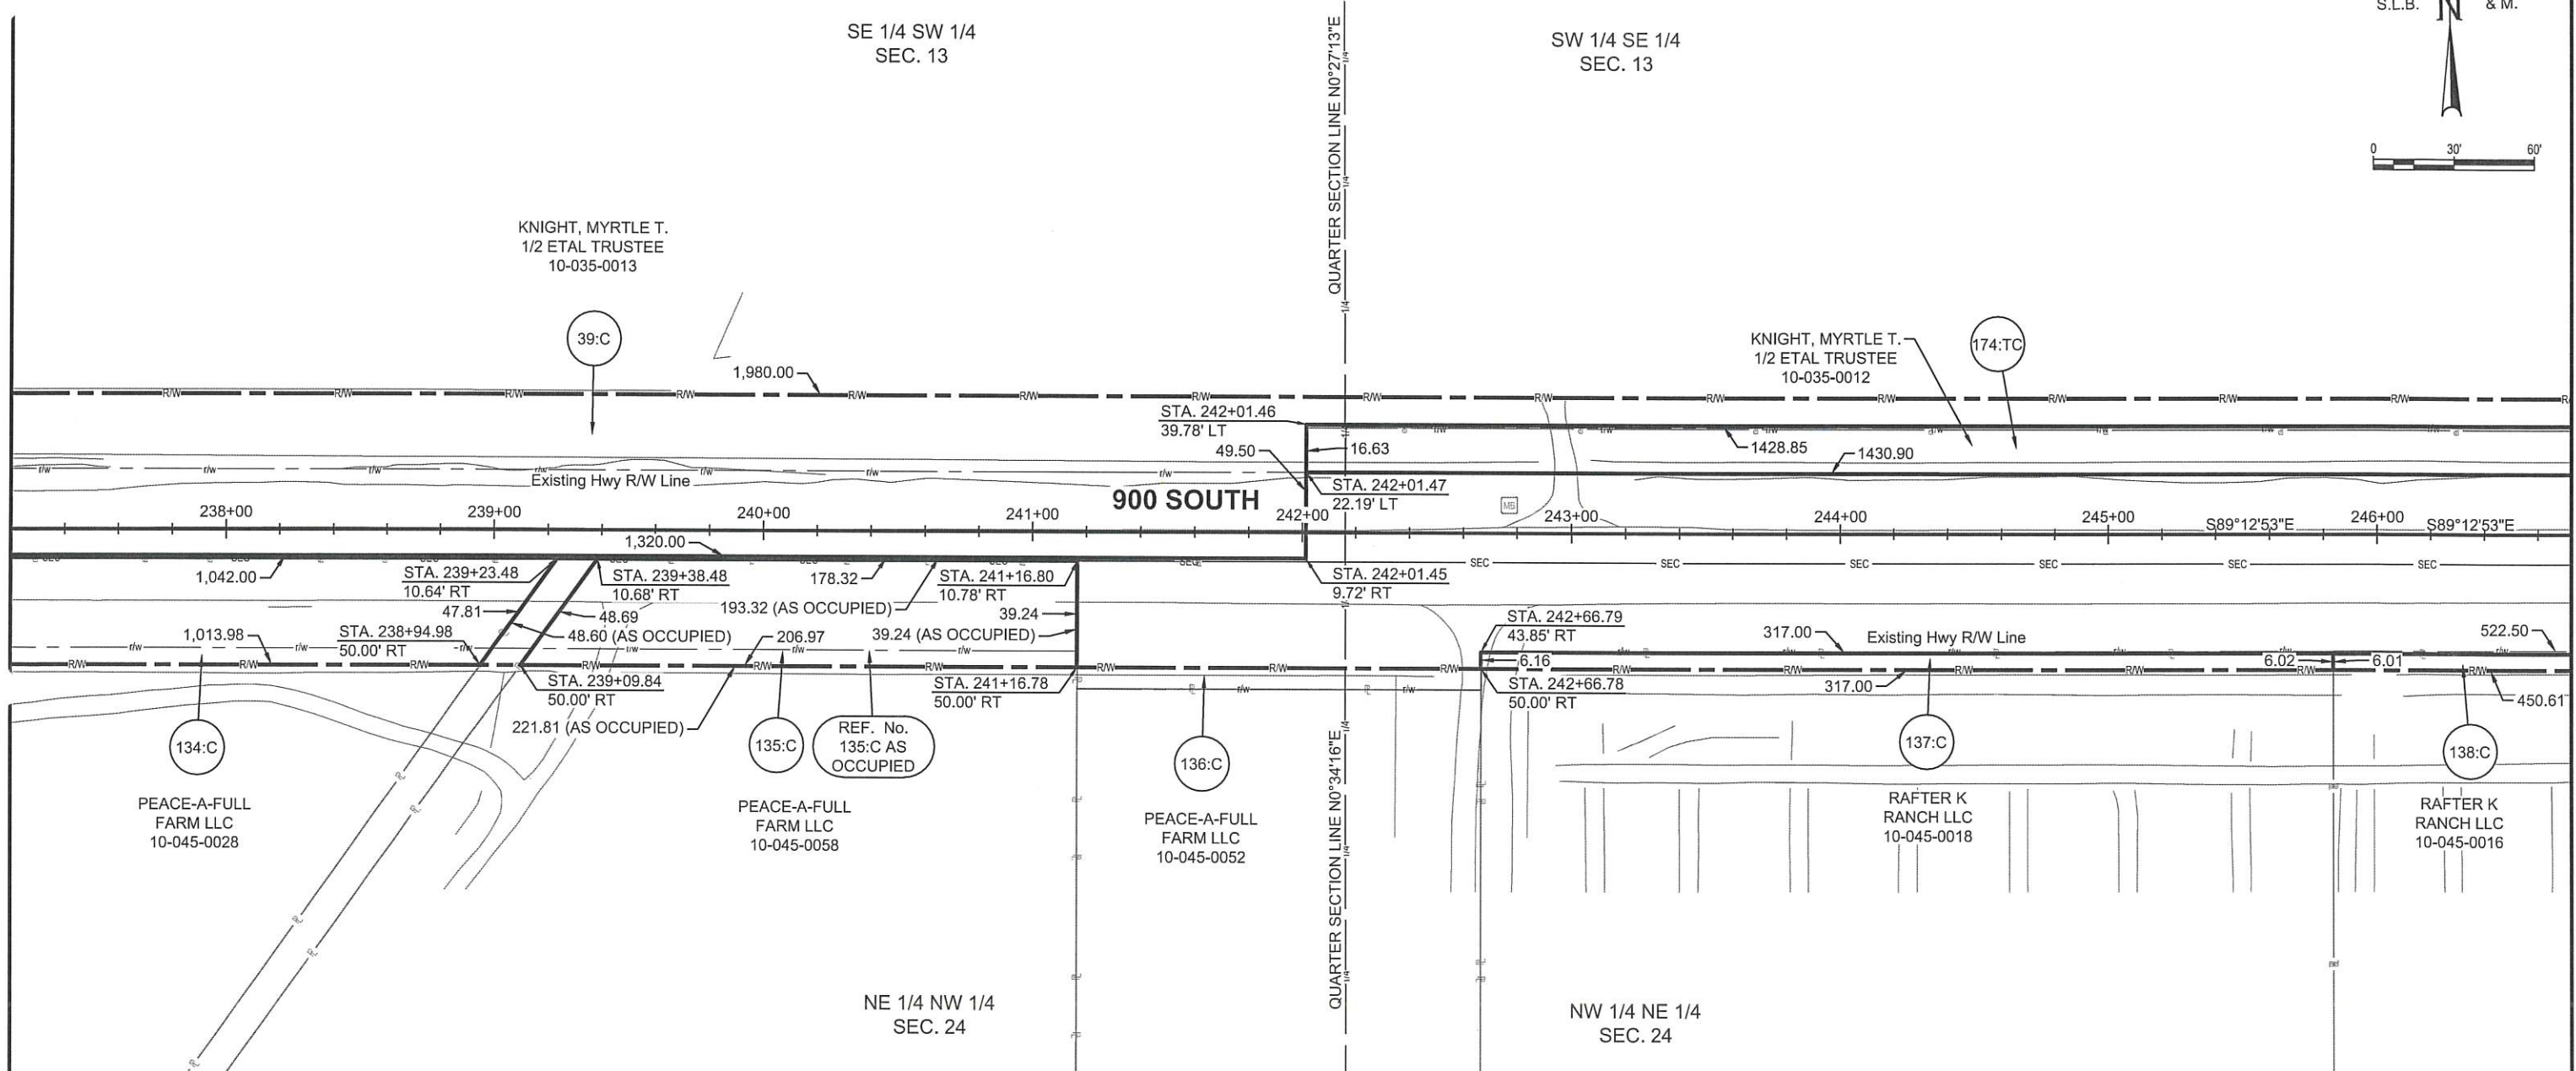 S.L.B. N & M.
0 30' 60'
SE 1/4 SW 1/4
SEC. 13
SW 1/4 SE 1/4
SEC. 13
QUARTER SECTION LINE N0°27'13"E
KNIGHT, MYRTLE T.
1/2 ETAL TRUSTEE
10-035-0013
39:C
1,980.00
KNIGHT, MYRTLE T.
1/2 ETAL TRUSTEE
10-035-0012
174:TC
R/W R/W R/W R/W R/W R/W R/W R/W R/W R/W R/W R/W R/W R/W
STA. 242+01.46
39.78' LT
49.50
16.63
1428.85
1430.90
r/w r/w r/w r/w r/w r/w r/w
Existing Hwy R/W Line
STA. 242+01.47
22.19' LT
900 SOUTH
MB
238+00 239+00 240+00 241+00 242+00 243+00 244+00 245+00 246+00
S89°12'53"E S89°12'53"E
1,320.00
1,042.00
STA. 239+23.48
10.64' RT
STA. 239+38.48
10.68' RT
178.32
STA. 241+16.80
10.78' RT
STA. 242+01.45
9.72' RT
SEC SEC SEC SEC SEC SEC
47.81
48.69
193.32 (AS OCCUPIED)
39.24
48.60 (AS OCCUPIED)
206.97
39.24 (AS OCCUPIED)
1,013.98
STA. 238+94.98
50.00' RT
STA. 242+66.79
43.85' RT
317.00
Existing Hwy R/W Line
522.50
r/w r/w r/w r/w r/w r/w
R/W R/W R/W R/W R/W R/W R/W R/W R/W R/W R/W R/W R/W R/W R/W
6.16
6.02
6.01
STA. 239+09.84
50.00' RT
STA. 241+16.78
50.00' RT
STA. 242+66.78
50.00' RT
317.00
450.61
221.81 (AS OCCUPIED)
134:C
135:C
REF. No.
135:C AS
OCCUPIED
136:C
137:C
138:C
PEACE-A-FULL
FARM LLC
10-045-0028
PEACE-A-FULL
FARM LLC
10-045-0058
PEACE-A-FULL
FARM LLC
10-045-0052
QUARTER SECTION LINE N0°34'16"E
RAFTER K
RANCH LLC
10-045-0018
RAFTER K
RANCH LLC
10-045-0016
NE 1/4 NW 1/4
SEC. 24
NW 1/4 NE 1/4
SEC. 24